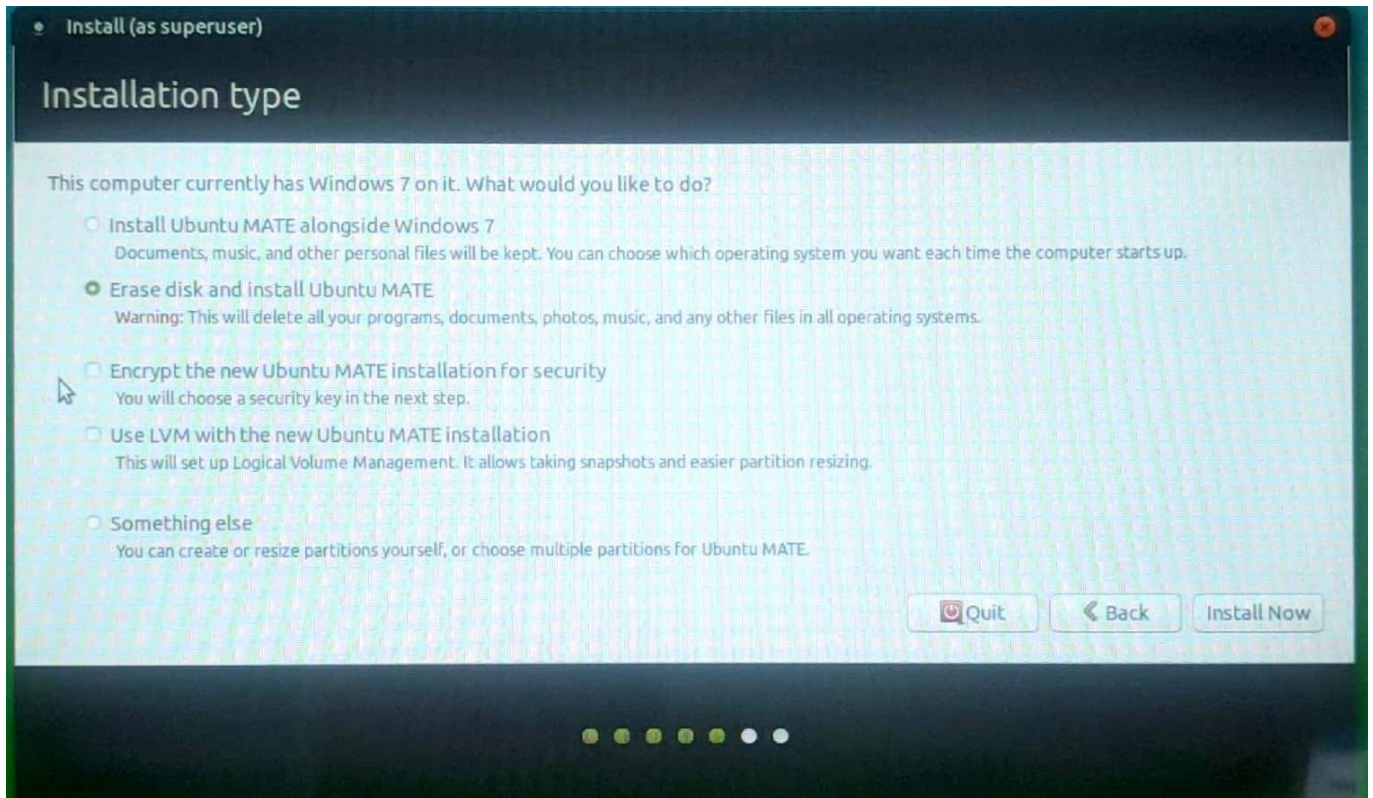 Install (as superuser)
Installation type
This computer currently has Windows 7 on it. What would you like to do?
Install Ubuntu MATE alongside Windows 7
Documents, music, and other personal files will be kept. You can choose which operating system you want each time the computer starts up.
Erase disk and install Ubuntu MATE
Warning: This will delete all your programs, documents, photos, music, and any other files in all operating systems.
Encrypt the new Ubuntu MATE installation for security
You will choose a security key in the next step.
Use LVM with the new Ubuntu MATE installation
This will set up Logical Volume Management. It allows taking snapshots and easier partition resizing.
Something else
You can create or resize partitions yourself, or choose multiple partitions for Ubuntu MATE.
Quit Back Install Now